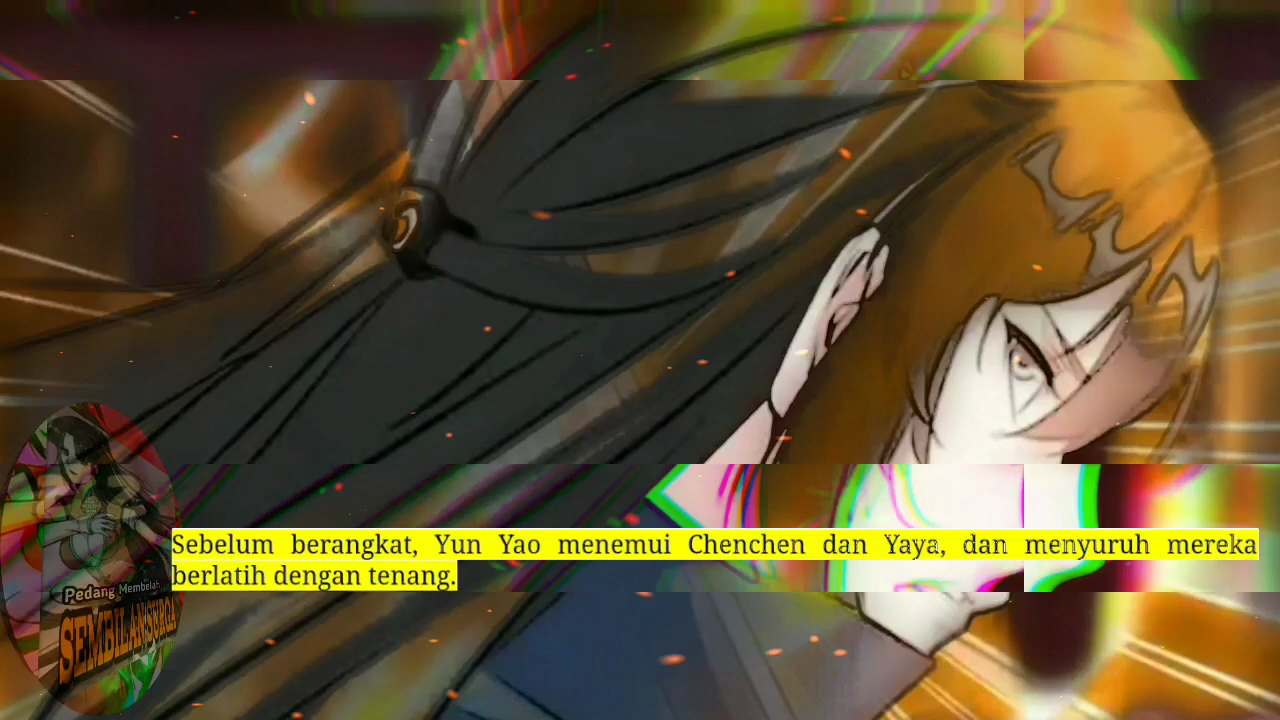 Sebelum berangkat, Yun Yao menemui Chenchen dan Yaya, dan menyuruh mereka
berlatih dengan tenang.
Pedang Membelah
SEMBILAN SURGA